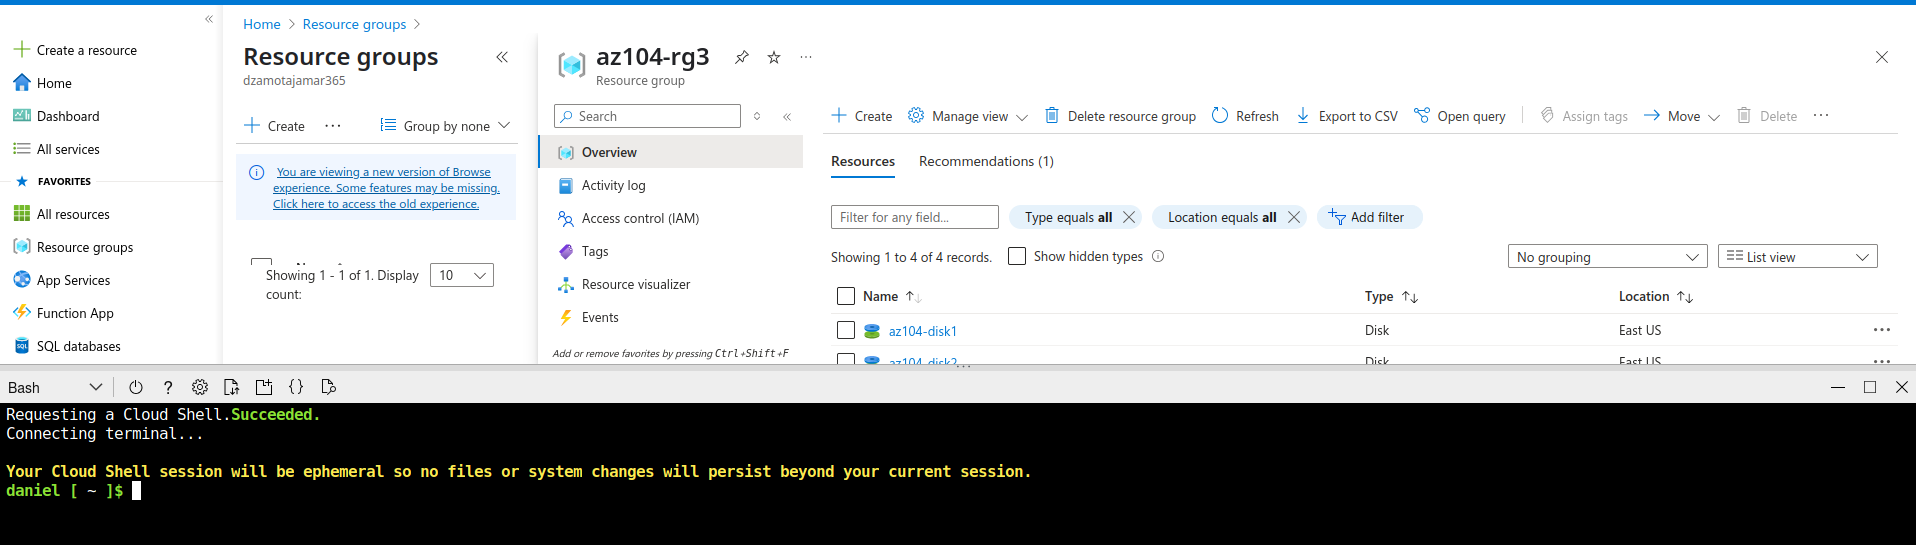 Create a resource
Home
Dashboard
All services
FAVORITES
All resources
Resource groups
App Services
Function App
SQL databases
Home > Resource groups >
Resource groups
dzamotajamar365
Create ... Group by none
You are viewing a new version of Browse
experience. Some features may be missing.
Click here to access the old experience.
Showing 1 - 1 of 1. Display
count:
10
az104-rg3
Resource group
Search
Overview
Activity log
Access control (IAM)
Tags
Resource visualizer
Events
Add or remove favorites by pressing Ctrl+Shift+F
Create Manage view Delete resource group Refresh Export to CSV Open query Assign tags Move Delete ...
Resources Recommendations (1)
Filter for any field... Type equals all Location equals all Add filter
Showing 1 to 4 of 4 records. Show hidden types No grouping List view
Name Type Location
az104-disk1 Disk East US ...
az104-disk2 Disk East US ...
Bash
Requesting a Cloud Shell.Succeeded.
Connecting terminal...
Your Cloud Shell session will be ephemeral so no files or system changes will persist beyond your current session.
daniel [ ~ ]$